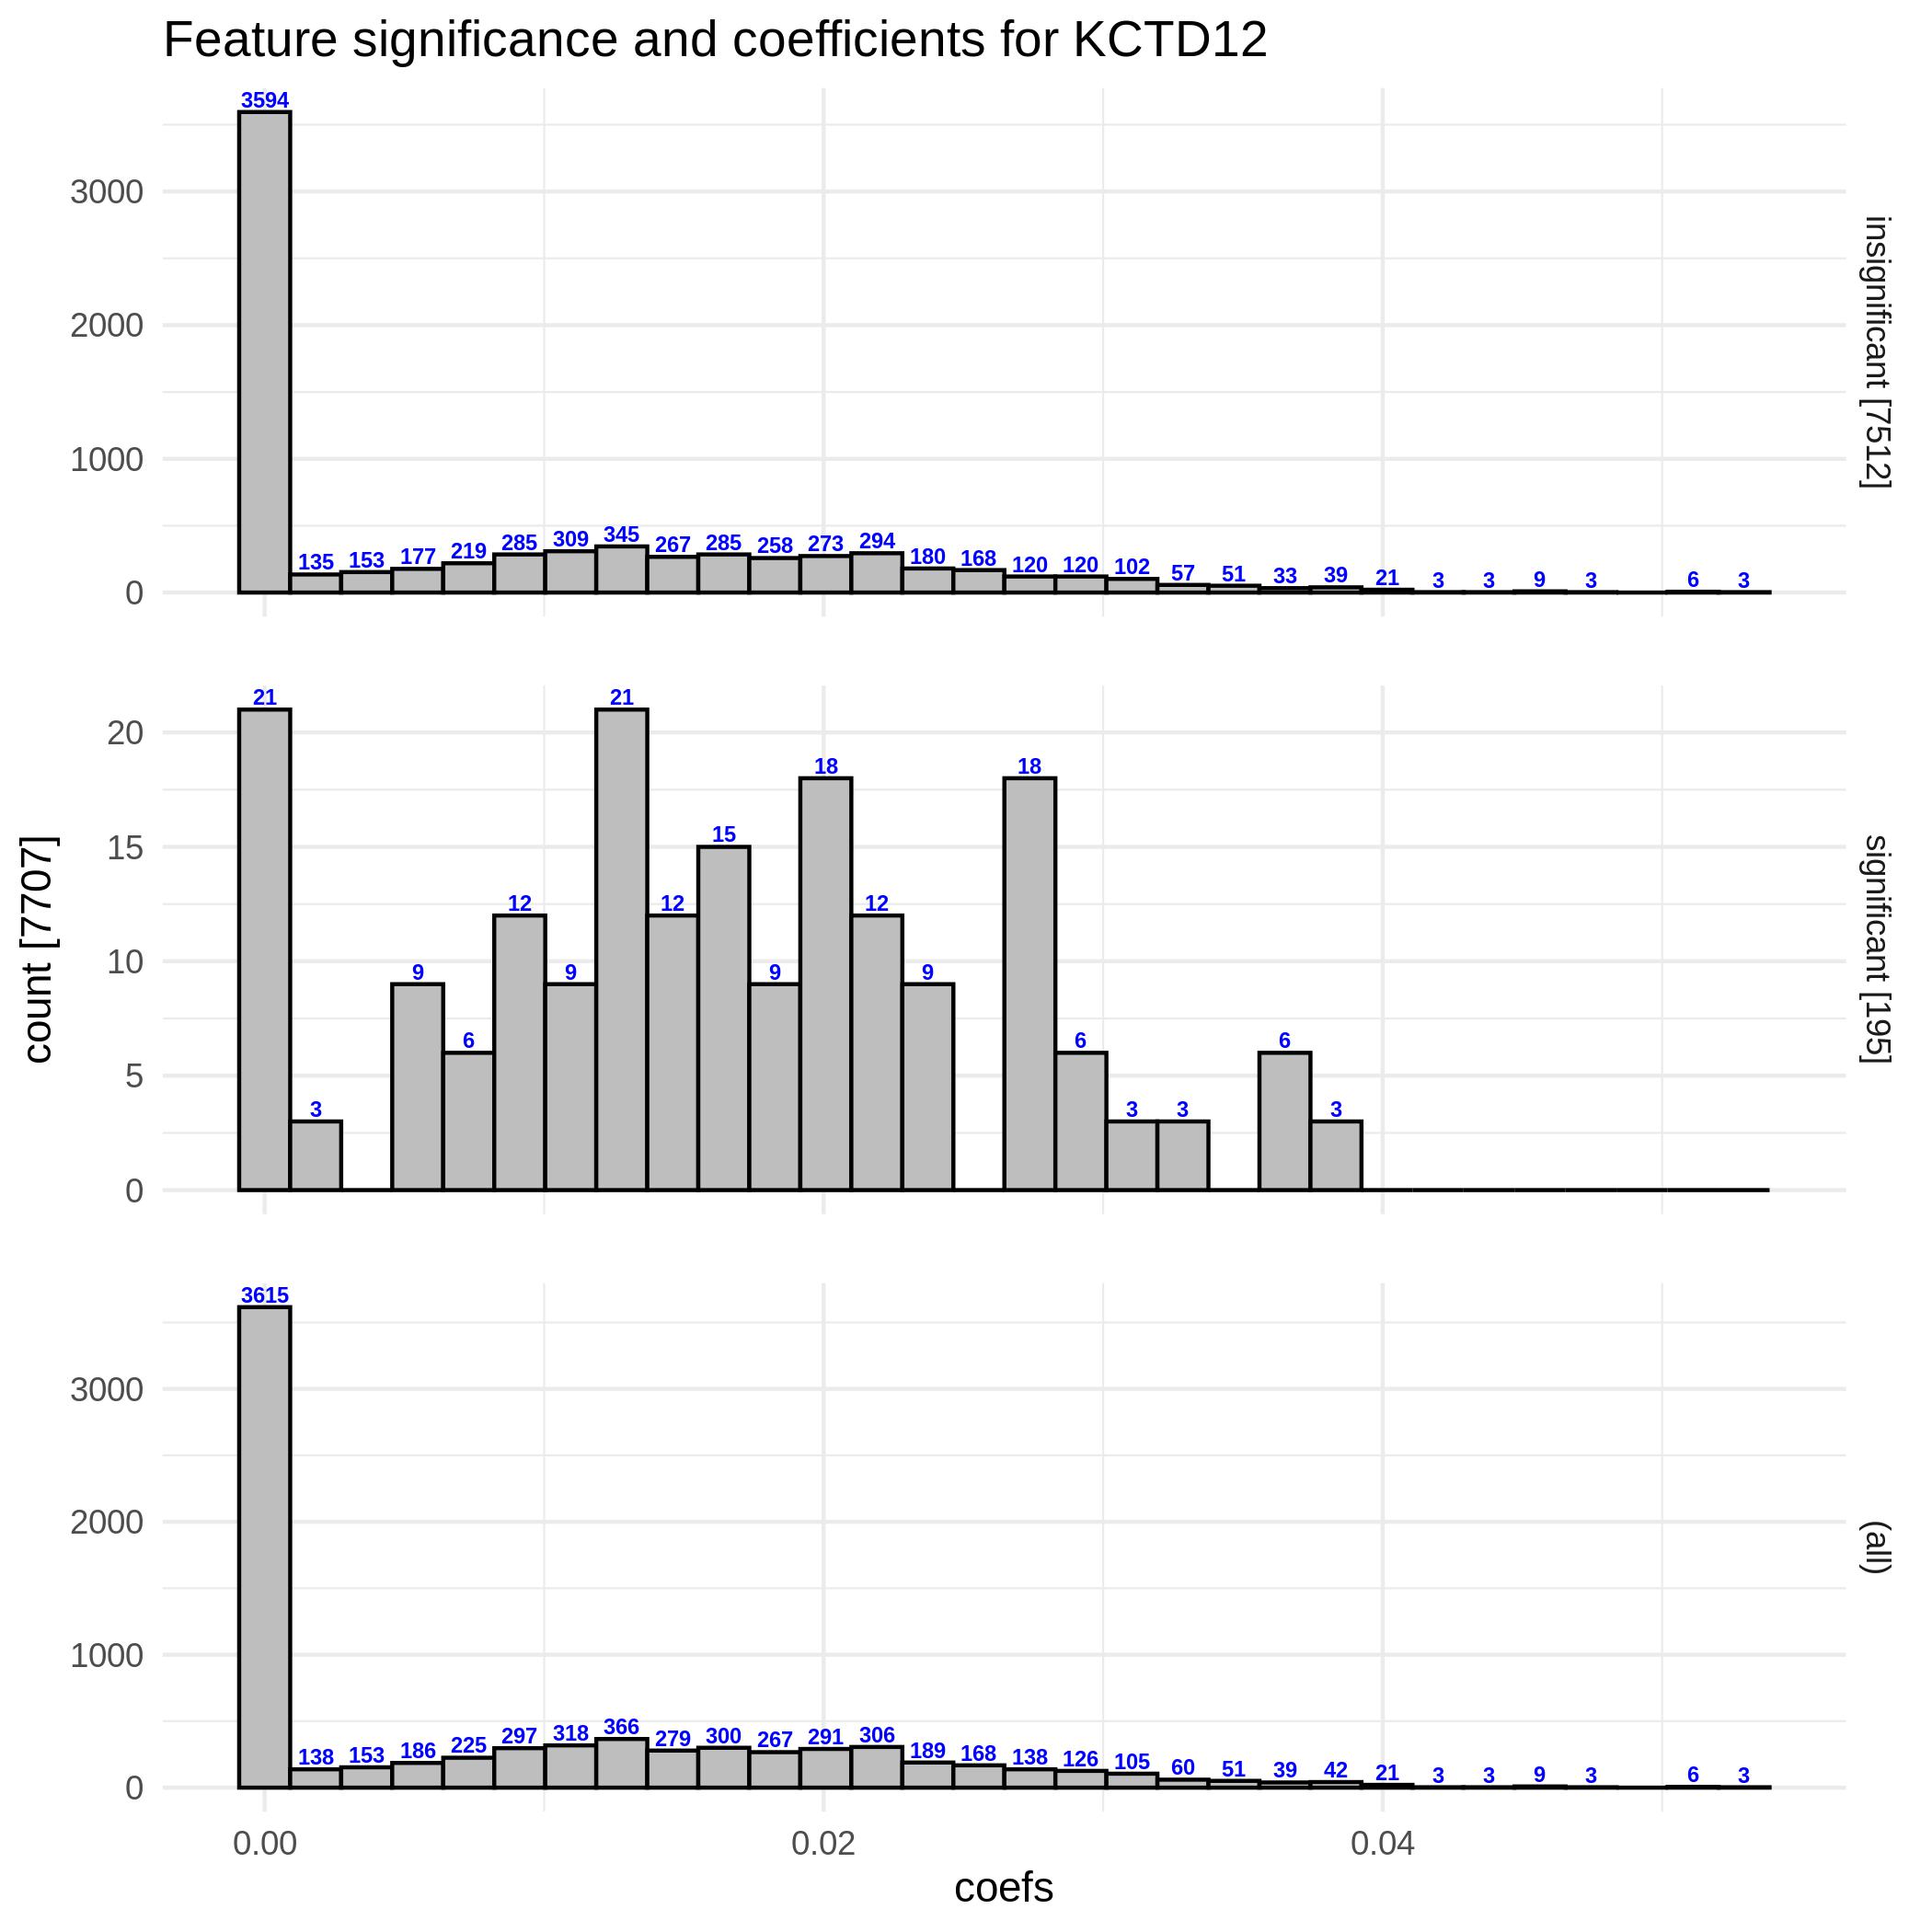 Feature significance and coefficients for KCTD12
3594
3000
2000
1000
0
135 153 177 219 285 309 345 267 285 258 273 294 180 168 120 120 102 57 51 33 39 21 3 3 9 3 6 3
insignificant [7512]
21 3 9 6 12 9 21 12 15 9 18 12 9 18 6 3 3 6 3
20
15
10
5
0
significant [195]
count [7707]
3615
3000
2000
1000
0
138 153 186 225 297 318 366 279 300 267 291 306 189 168 138 126 105 60 51 39 42 21 3 3 9 3 6 3
(all)
0.00 0.02 0.04
coefs